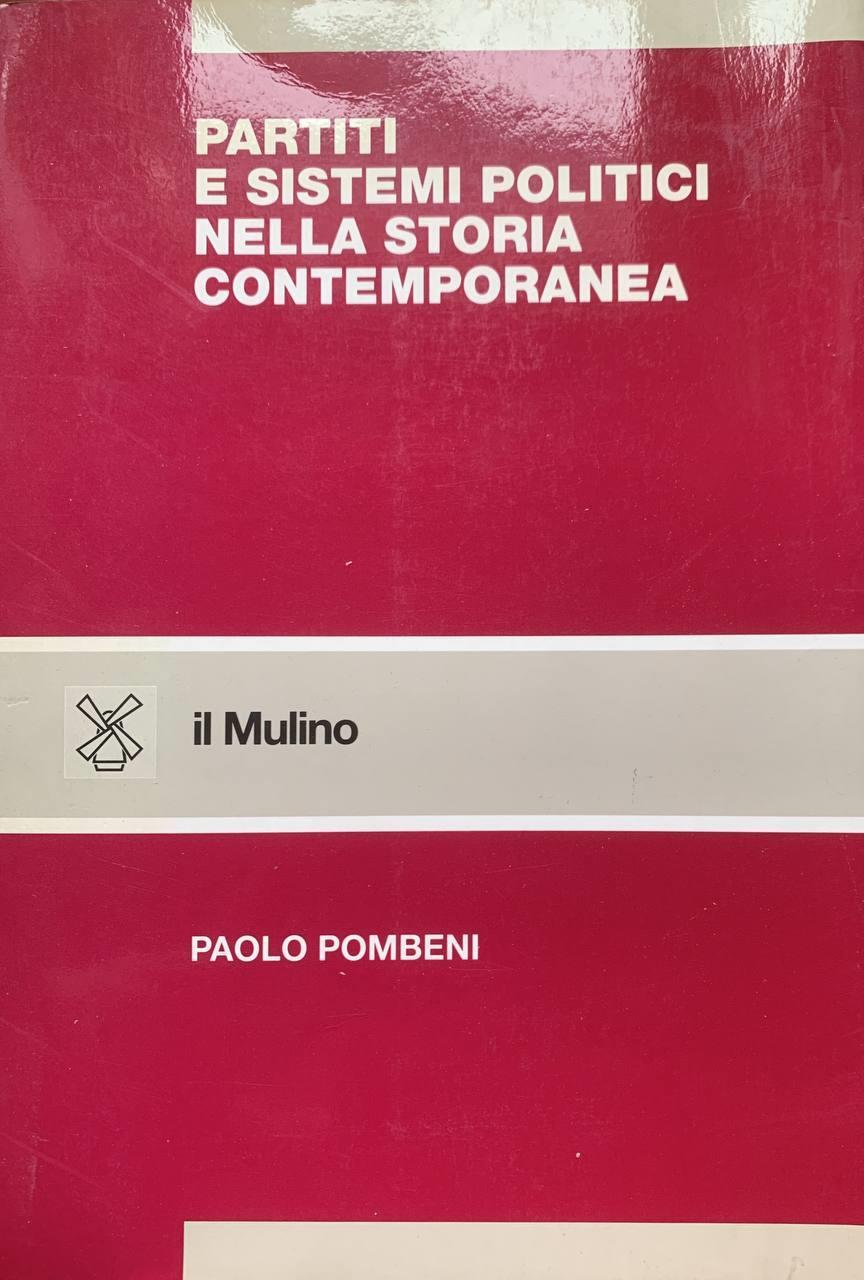 PARTITI
E SISTEMI POLITICI
NELLA STORIA
CONTEMPORANEA
il Mulino
PAOLO POMBENI